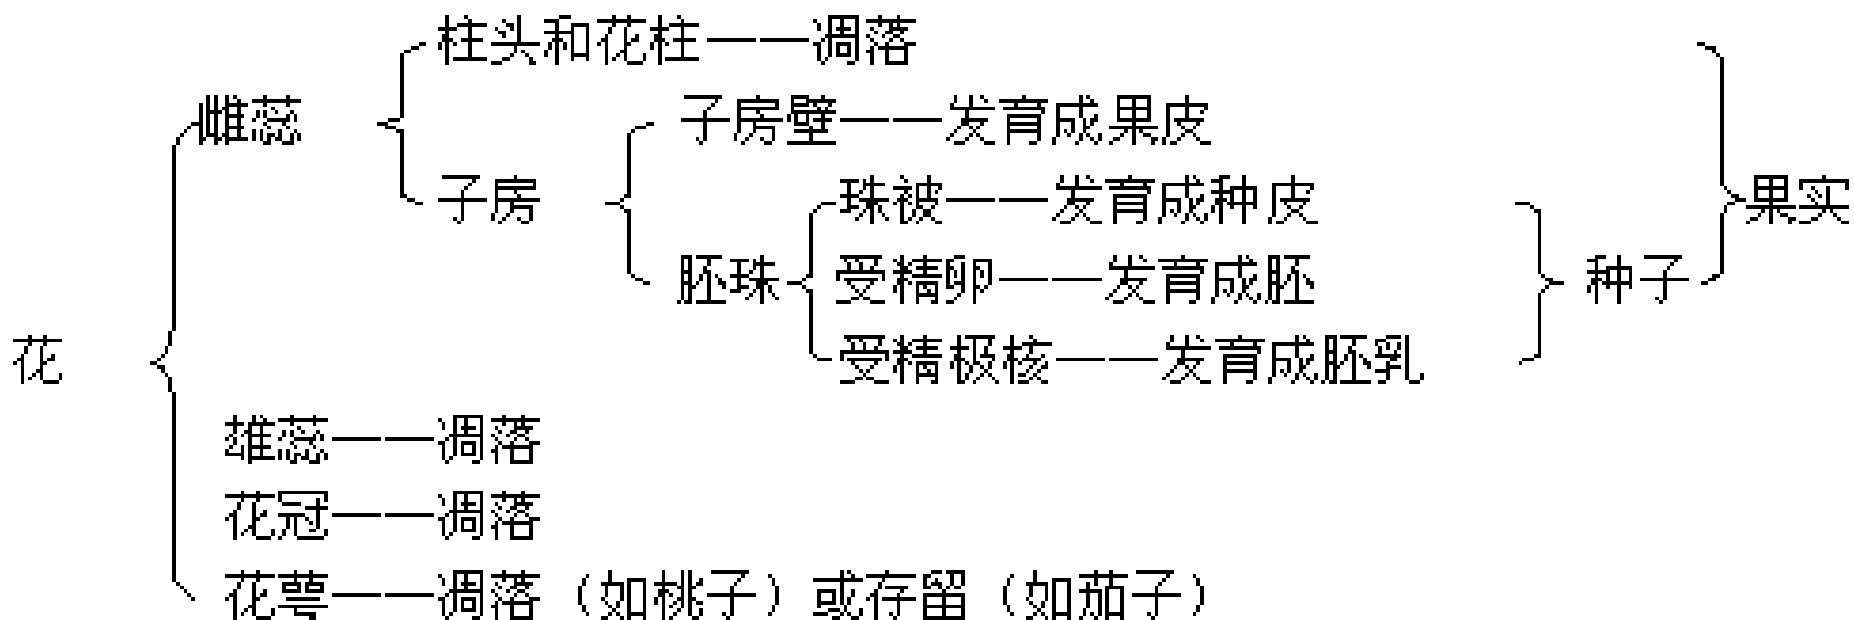 柱头和花柱——凋落
雌蕊
子房壁——发育成果皮
子房
珠被——发育成种皮
果实
胚珠
受精卵——发育成胚
种子
花
受精极核——发育成胚乳
雄蕊——凋落
花冠——凋落
花萼——凋落（如桃子）或存留（如茄子）